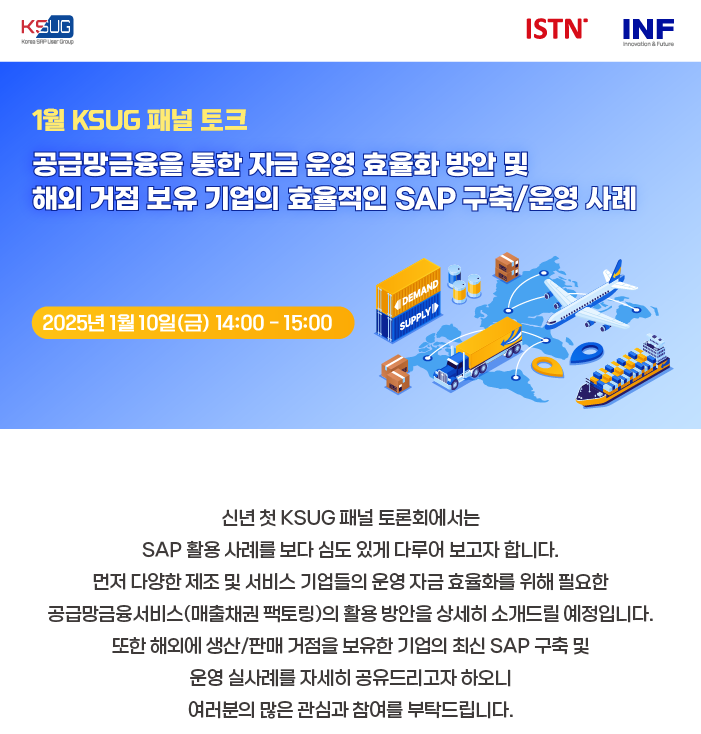 KSUG
Korea SAP User Group
ISTN
INF
Innovation & Future
1월 KSUG 패널 토크
공급망금융을 통한 자금 운영 효율화 방안 및
해외 거점 보유 기업의 효율적인 SAP 구축/운영 사례
DEMAND
SUPPLY
2025년 1월 10일(금) 14:00 - 15:00
신년 첫 KSUG 패널 토론회에서는
SAP 활용 사례를 보다 심도 있게 다루어 보고자 합니다.
먼저 다양한 제조 및 서비스 기업들의 운영 자금 효율화를 위해 필요한
공급망금융서비스(매출채권 팩토링)의 활용 방안을 상세히 소개드릴 예정입니다.
또한 해외에 생산/판매 거점을 보유한 기업의 최신 SAP 구축 및
운영 실사례를 자세히 공유드리고자 하오니
여러분의 많은 관심과 참여를 부탁드립니다.